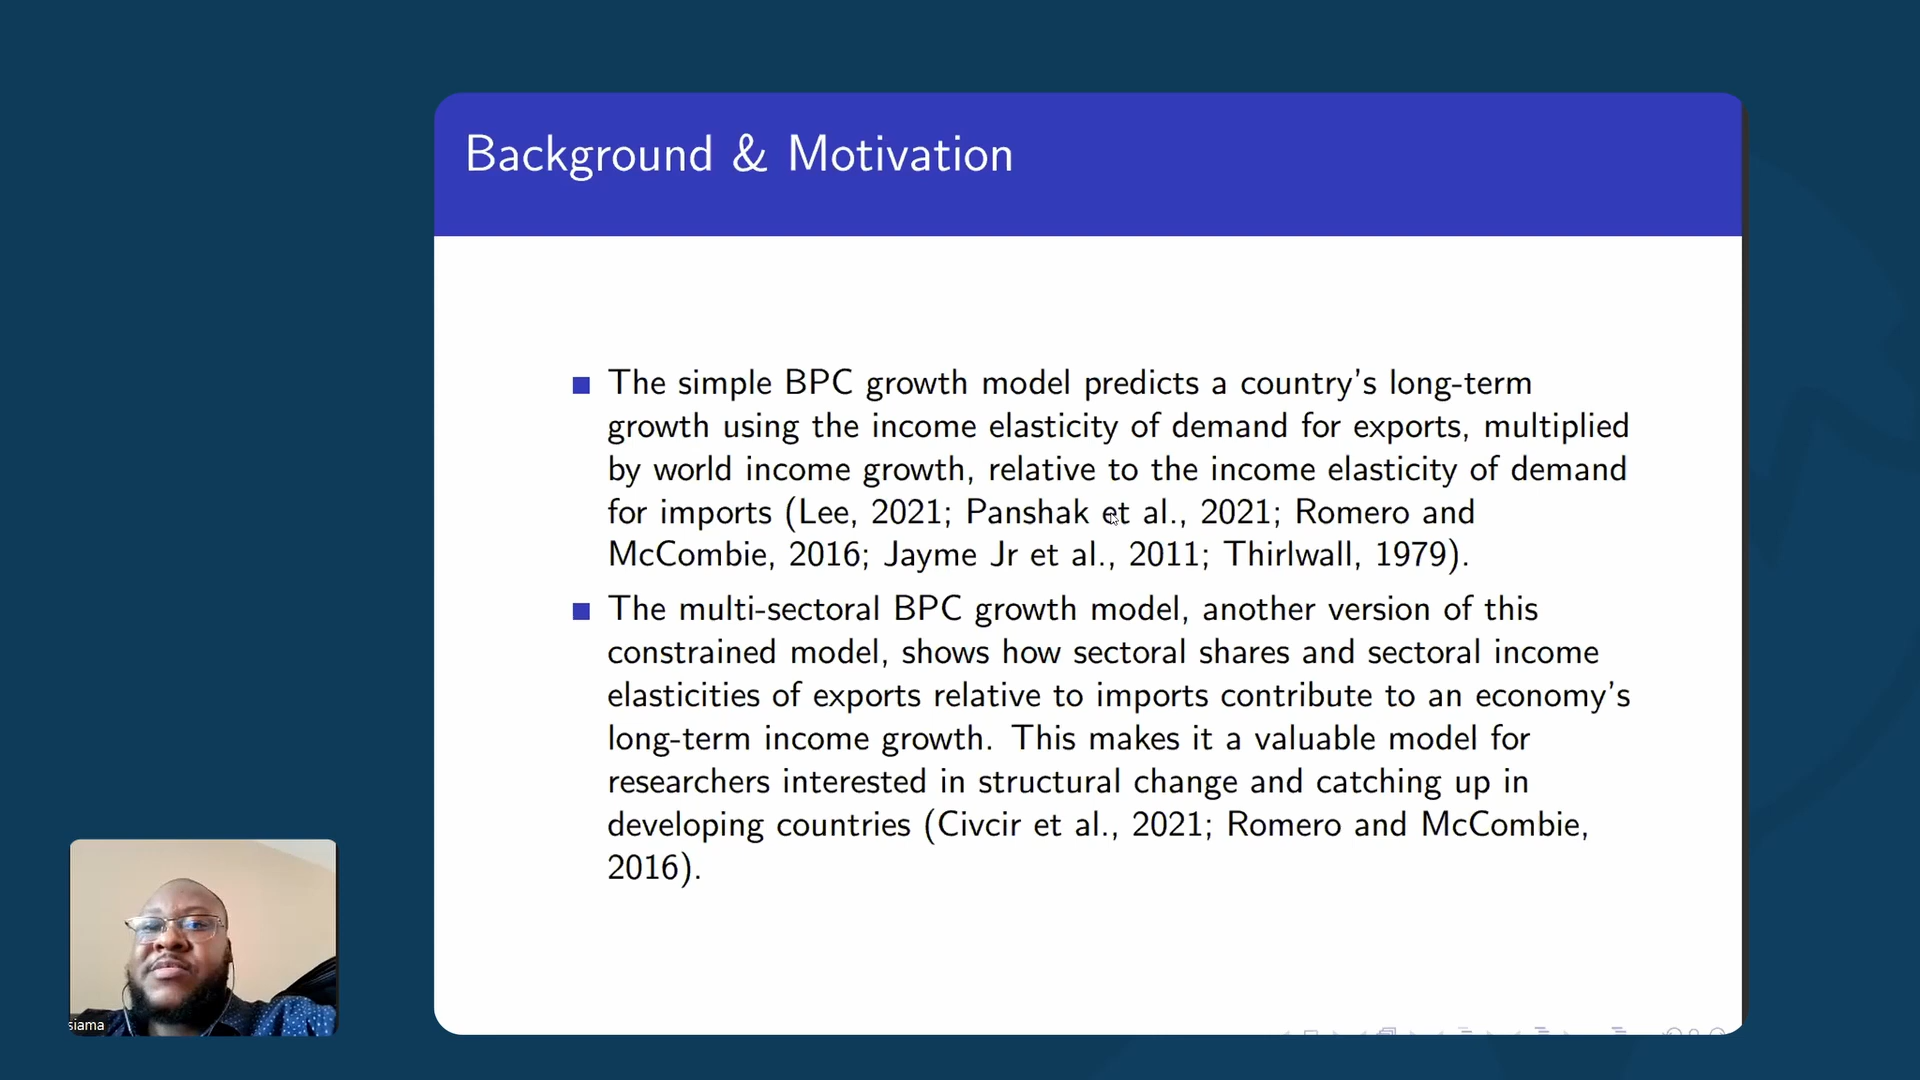 Background & Motivation
The simple BPC growth model predicts a country's long-term
growth using the income elasticity of demand for exports, multiplied
by world income growth, relative to the income elasticity of demand
for imports (Lee, 2021; Panshak et al., 2021; Romero and
McCombie, 2016; Jayme Jr et al., 2011; Thirlwall, 1979).
The multi-sectoral BPC growth model, another version of this
constrained model, shows how sectoral shares and sectoral income
elasticities of exports relative to imports contribute to an economy's
long-term income growth. This makes it a valuable model for
researchers interested in structural change and catching up in
developing countries (Civcir et al., 2021; Romero and McCombie,
2016).
siama